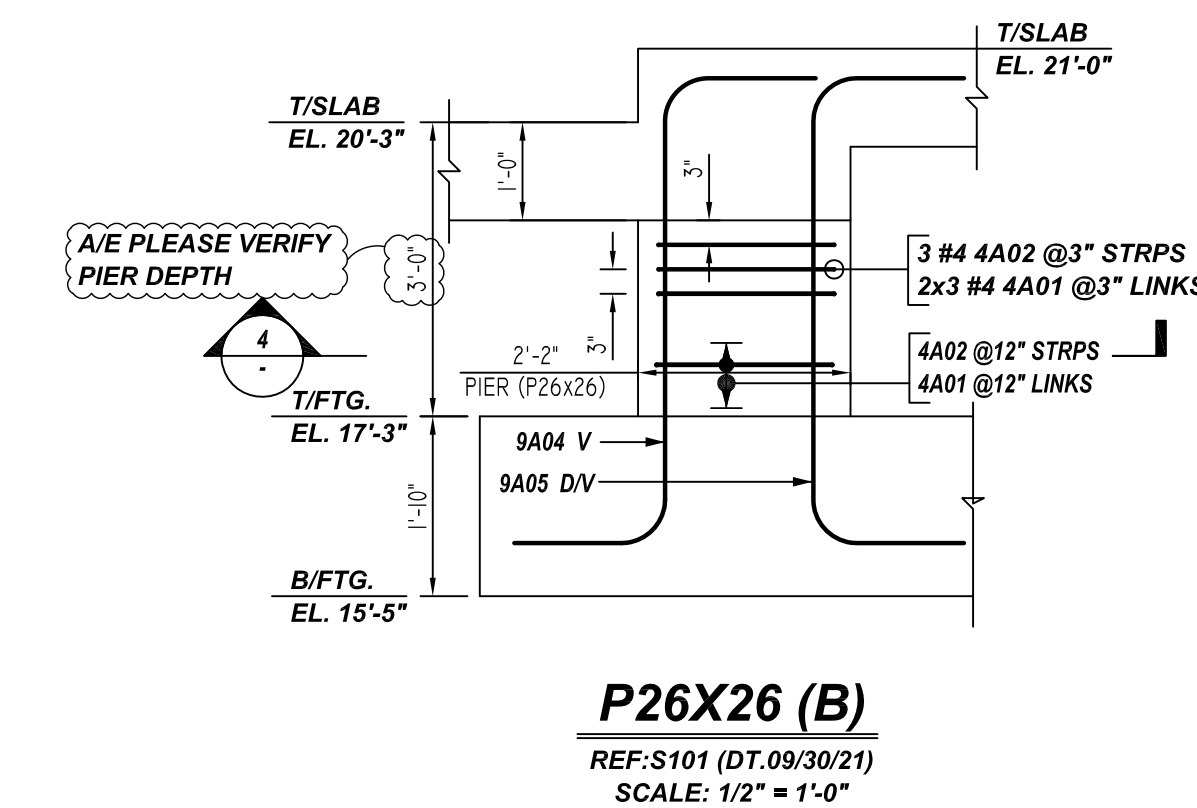 T/SLAB
EL. 21'-0"
T/SLAB
EL. 20'-3"
1'-0"
3"
A/E PLEASE VERIFY
PIER DEPTH
3'-0"
3 #4 4A02 @3" STRPS
2x3 #4 4A01 @3" LINKS
4
-
3"
2'-2"
PIER (P26x26)
4A02 @12" STRPS
4A01 @12" LINKS
T/FTG.
EL. 17'-3"
9A04 V
9A05 D/V
1'-10"
B/FTG.
EL. 15'-5"
P26X26 (B)
REF:S101 (DT.09/30/21)
SCALE: 1/2" = 1'-0"